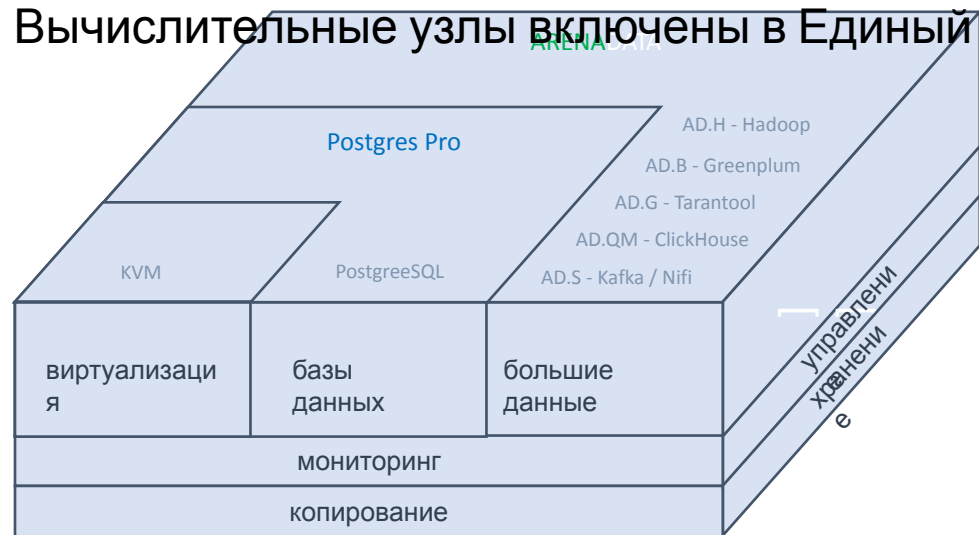 Вычислительные узлы включены в Единый
ARENADATA
Postgres Pro
AD.H - Hadoop
AD.B - Greenplum
AD.G - Tarantool
AD.QM - ClickHouse
AD.S - Kafka / Nifi
KVM
PostgreeSQL
виртуализаци
я
базы
данных
большие
данные
управлени
е
хранени
е
мониторинг
копирование